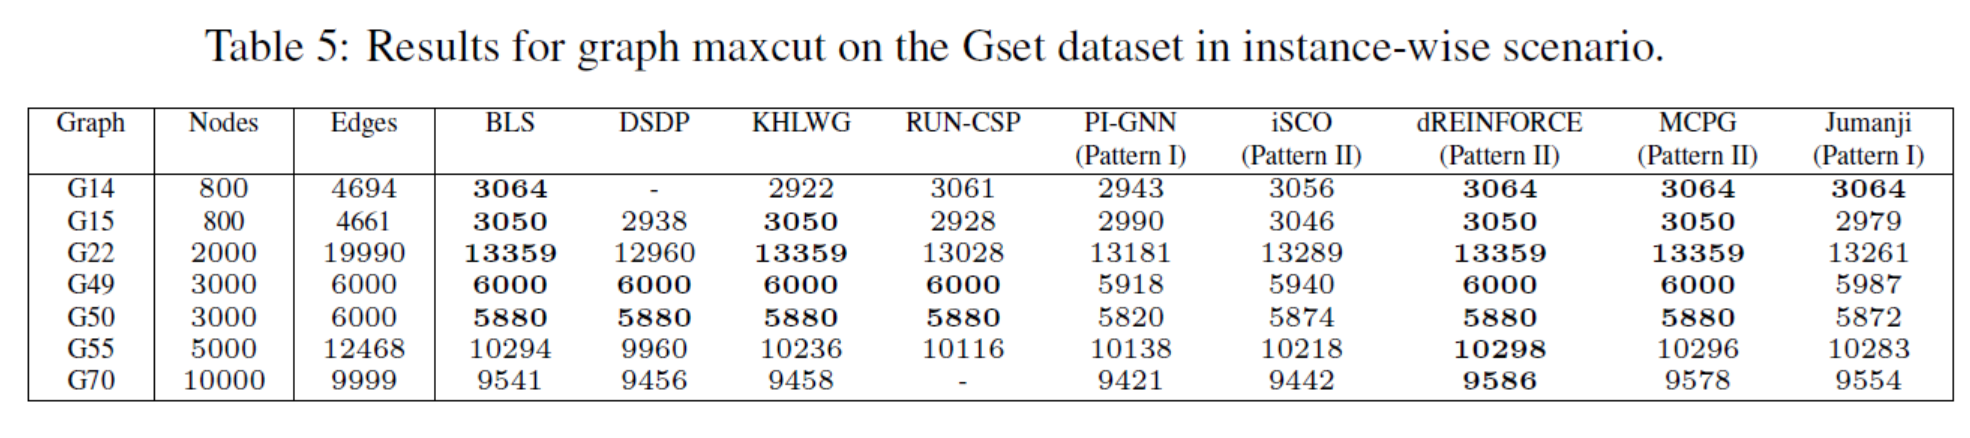 Table 5: Results for graph maxcut on the Gset dataset in instance-wise scenario.
Graph Nodes Edges BLS DSDP KHLWG RUN-CSP PI-GNN iSCO dREINFORCE MCPG Jumanji
(Pattern I) (Pattern II) (Pattern II) (Pattern II) (Pattern I)
G14 800 4694 3064 - 2922 3061 2943 3056 3064 3064 3064
G15 800 4661 3050 2938 3050 2928 2990 3046 3050 3050 2979
G22 2000 19990 13359 12960 13359 13028 13181 13289 13359 13359 13261
G49 3000 6000 6000 6000 6000 6000 5918 5940 6000 6000 5987
G50 3000 6000 5880 5880 5880 5880 5820 5874 5880 5880 5872
G55 5000 12468 10294 9960 10236 10116 10138 10218 10298 10296 10283
G70 10000 9999 9541 9456 9458 - 9421 9442 9586 9578 9554